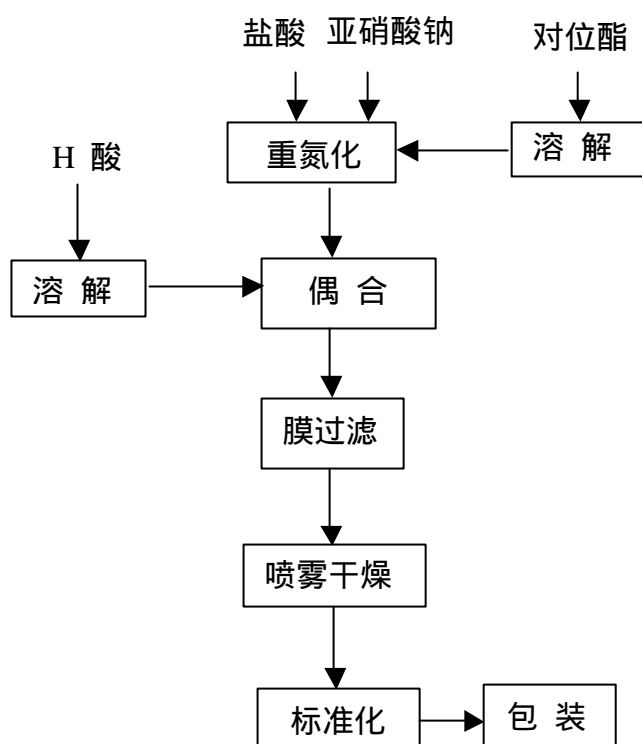 盐酸 亚硝酸钠 对位酯
重氮化 溶 解
H 酸
溶 解 偶 合
膜过滤
喷雾干燥
标准化 包 装